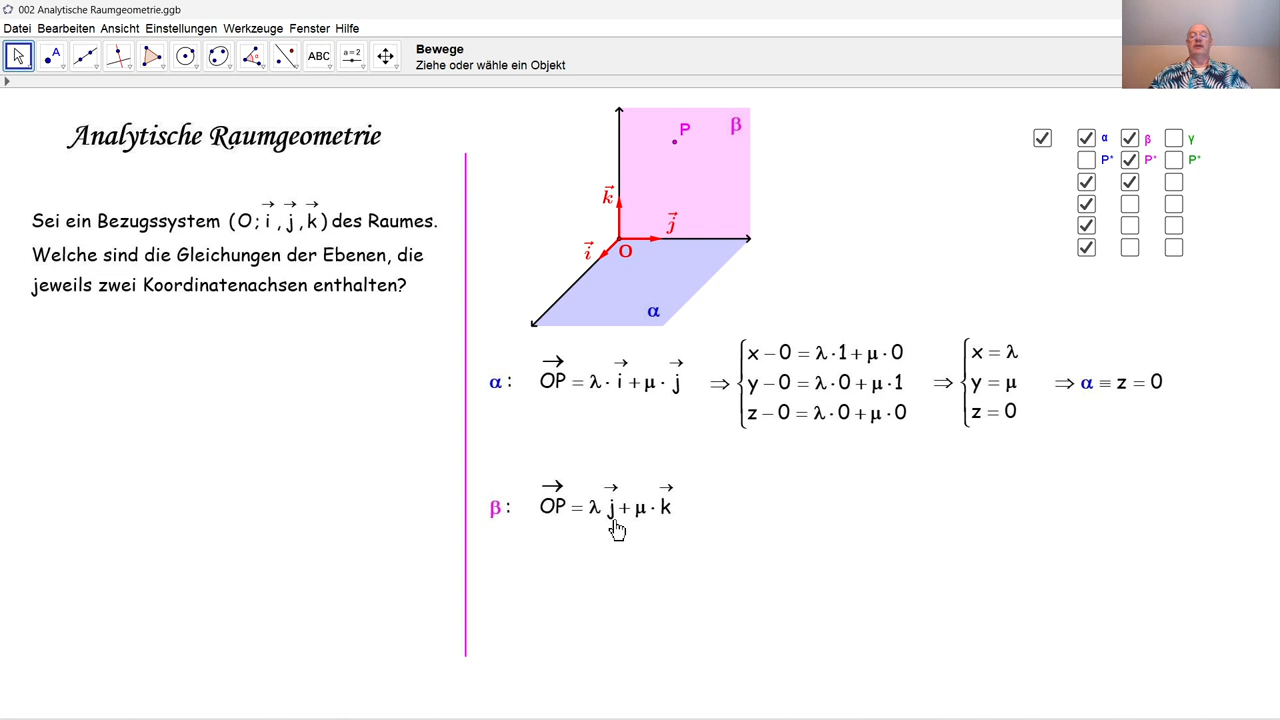 002 Analytische Raumgeometrie.ggb
Datei Bearbeiten Ansicht Einstellungen Werkzeuge Fenster Hilfe
A ABC a=2
Bewege
Ziehe oder wähle ein Objekt
Analytische Raumgeometrie
Sei ein Bezugssystem (O; i⃗, j⃗, k⃗) des Raumes.
Welche sind die Gleichungen der Ebenen, die
jeweils zwei Koordinatenachsen enthalten?
P β
k⃗
j⃗
i⃗ O
α
α β γ
P* P* P*
α: OP⃗ = λ · i⃗ + μ · j⃗ ⇒ { x − 0 = λ · 1 + μ · 0
y − 0 = λ · 0 + μ · 1
z − 0 = λ · 0 + μ · 0
⇒ { x = λ
y = μ
z = 0
⇒ α ≡ z = 0
β: OP⃗ = λ j⃗ + μ · k⃗